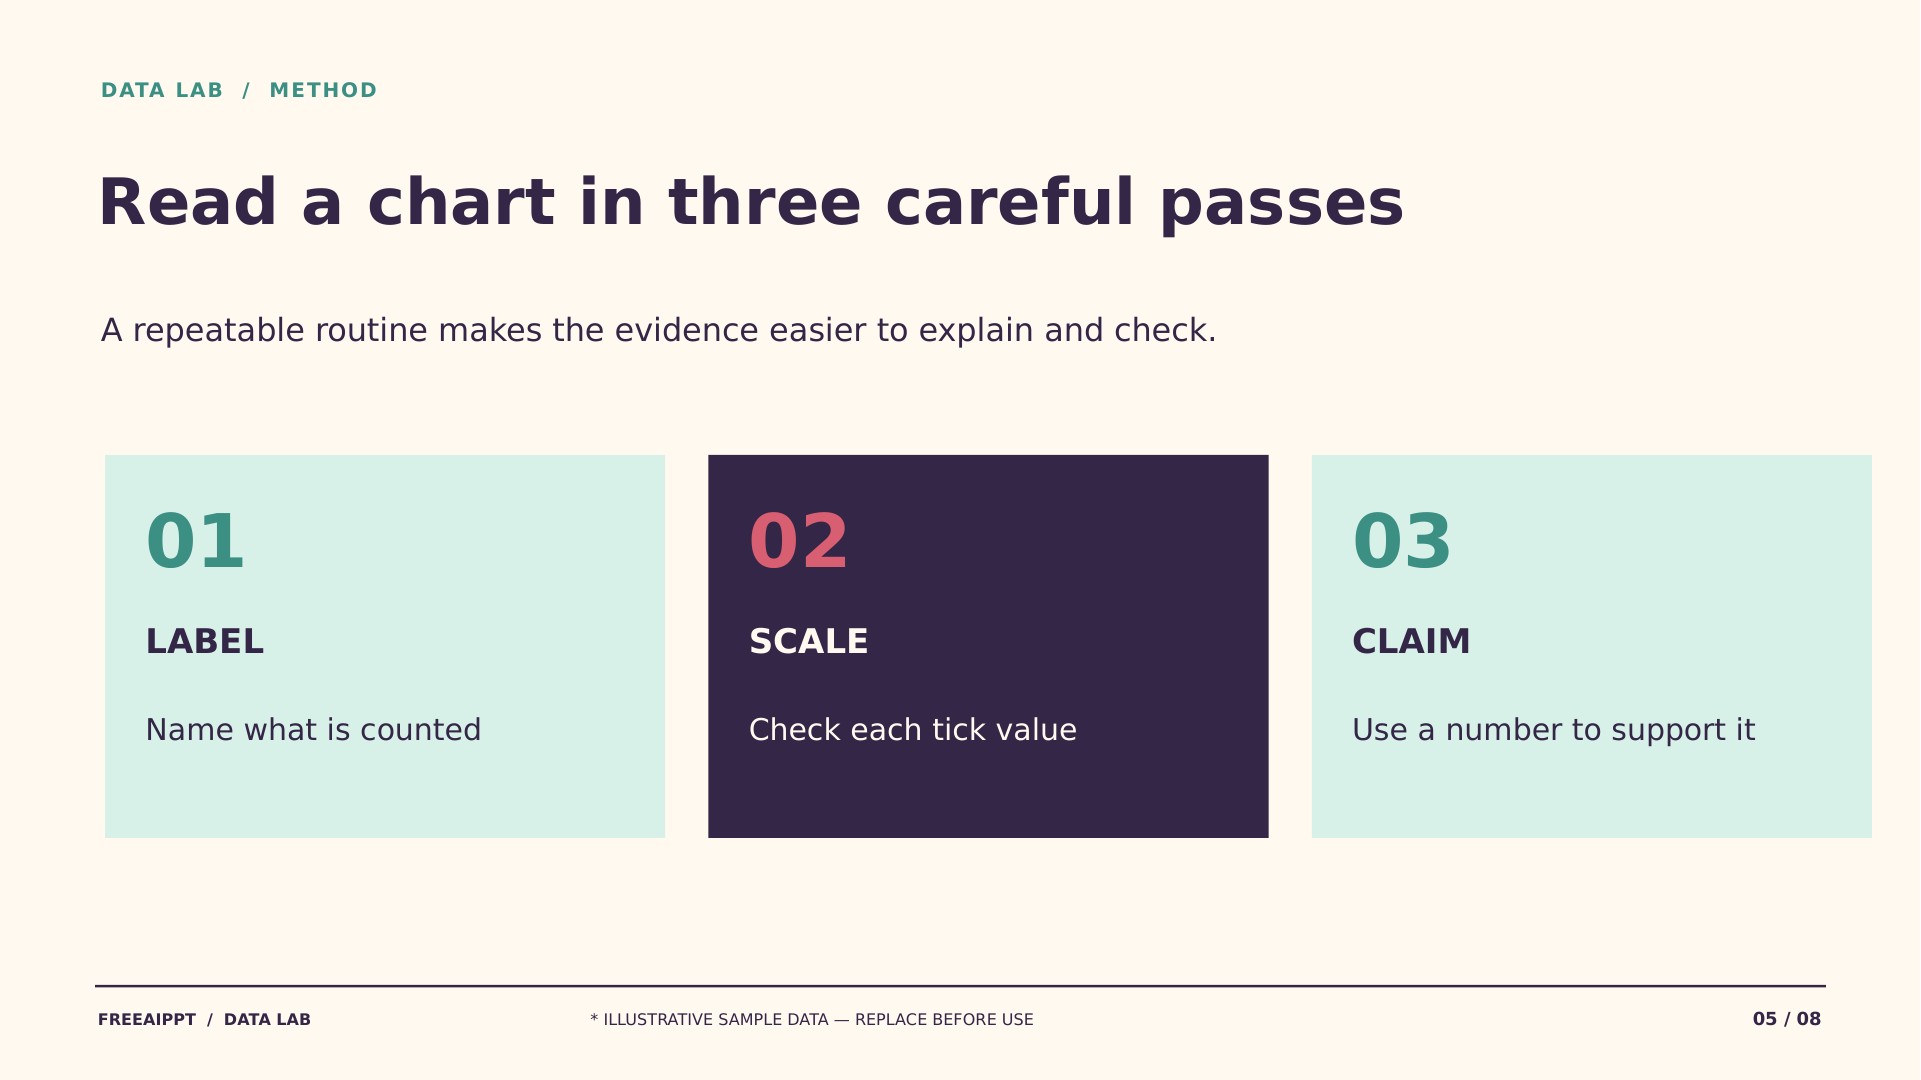 DATA LAB / METHOD
Read a chart in three careful passes
A repeatable routine makes the evidence easier to explain and check.
01
LABEL
Name what is counted
02
SCALE
Check each tick value
03
CLAIM
Use a number to support it
FREEAIPPT / DATA LAB
* ILLUSTRATIVE SAMPLE DATA — REPLACE BEFORE USE
05 / 08